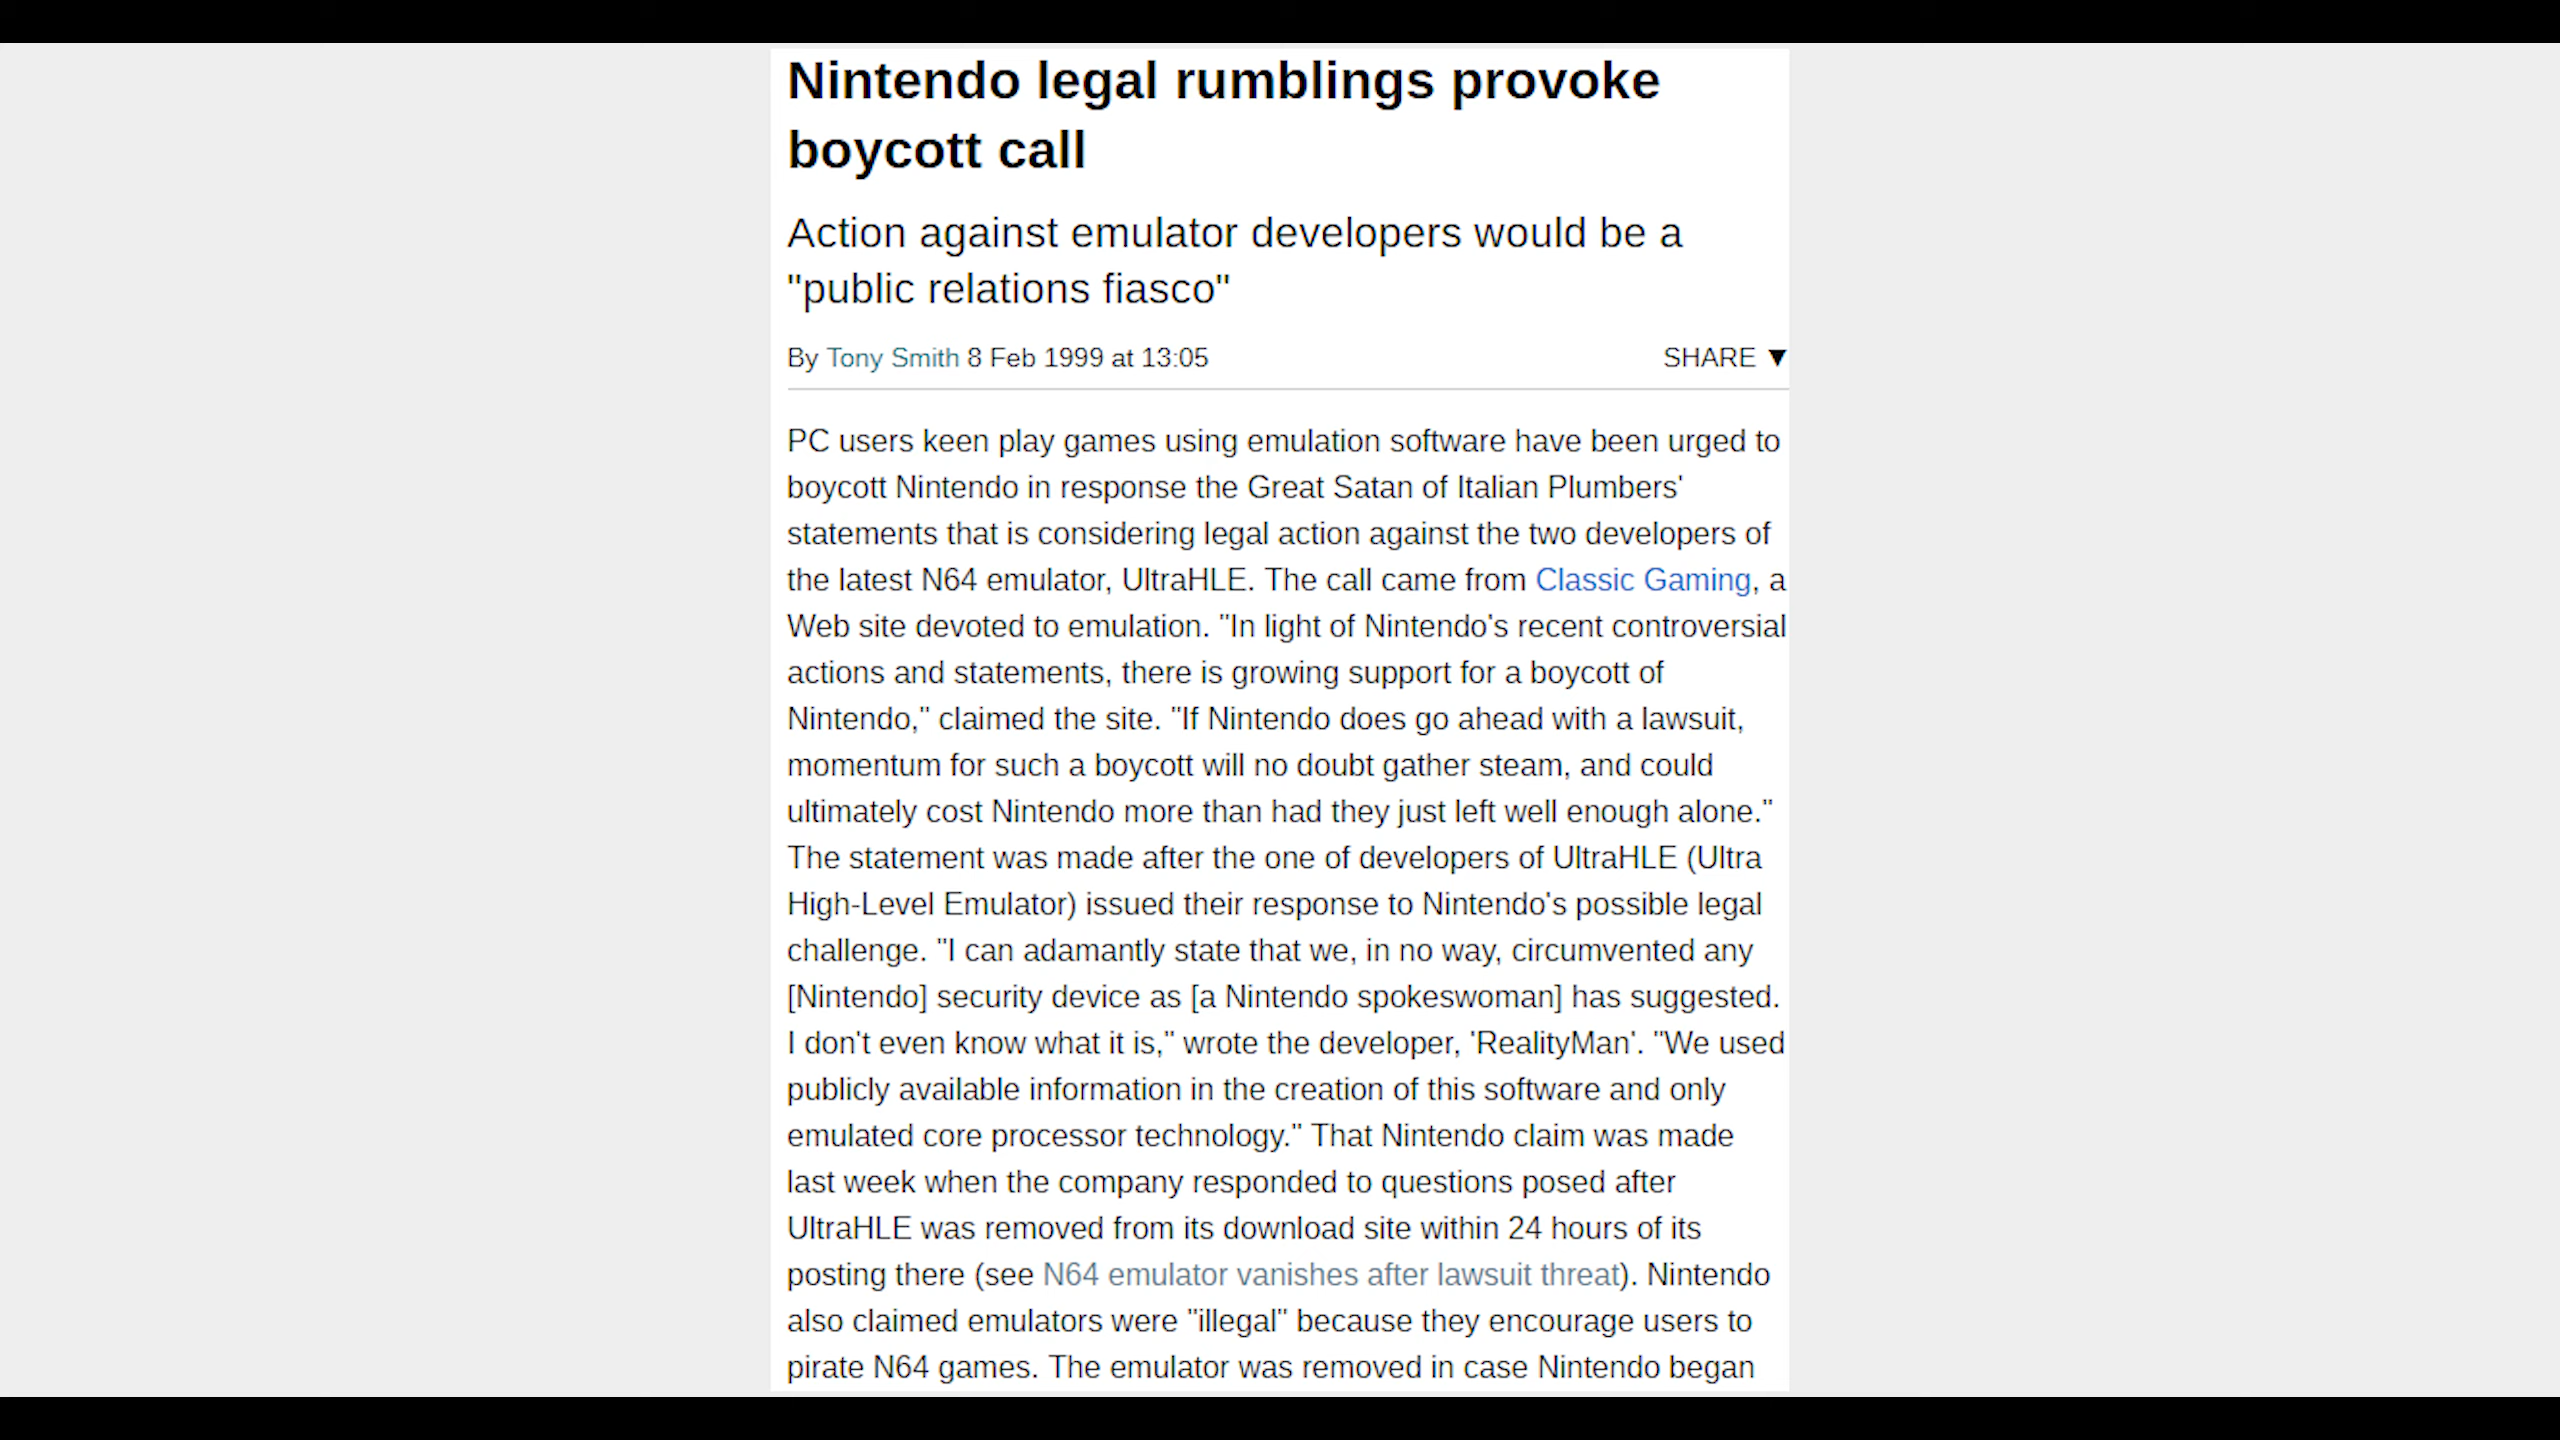 Nintendo legal rumblings provoke
boycott call
Action against emulator developers would be a
"public relations fiasco"
By Tony Smith 8 Feb 1999 at 13:05 SHARE ▼
PC users keen play games using emulation software have been urged to
boycott Nintendo in response the Great Satan of Italian Plumbers'
statements that is considering legal action against the two developers of
the latest N64 emulator, UltraHLE. The call came from Classic Gaming, a
Web site devoted to emulation. "In light of Nintendo's recent controversial
actions and statements, there is growing support for a boycott of
Nintendo," claimed the site. "If Nintendo does go ahead with a lawsuit,
momentum for such a boycott will no doubt gather steam, and could
ultimately cost Nintendo more than had they just left well enough alone."
The statement was made after the one of developers of UltraHLE (Ultra
High-Level Emulator) issued their response to Nintendo's possible legal
challenge. "I can adamantly state that we, in no way, circumvented any
[Nintendo] security device as [a Nintendo spokeswoman] has suggested.
I don't even know what it is," wrote the developer, 'RealityMan'. "We used
publicly available information in the creation of this software and only
emulated core processor technology." That Nintendo claim was made
last week when the company responded to questions posed after
UltraHLE was removed from its download site within 24 hours of its
posting there (see N64 emulator vanishes after lawsuit threat). Nintendo
also claimed emulators were "illegal" because they encourage users to
pirate N64 games. The emulator was removed in case Nintendo began